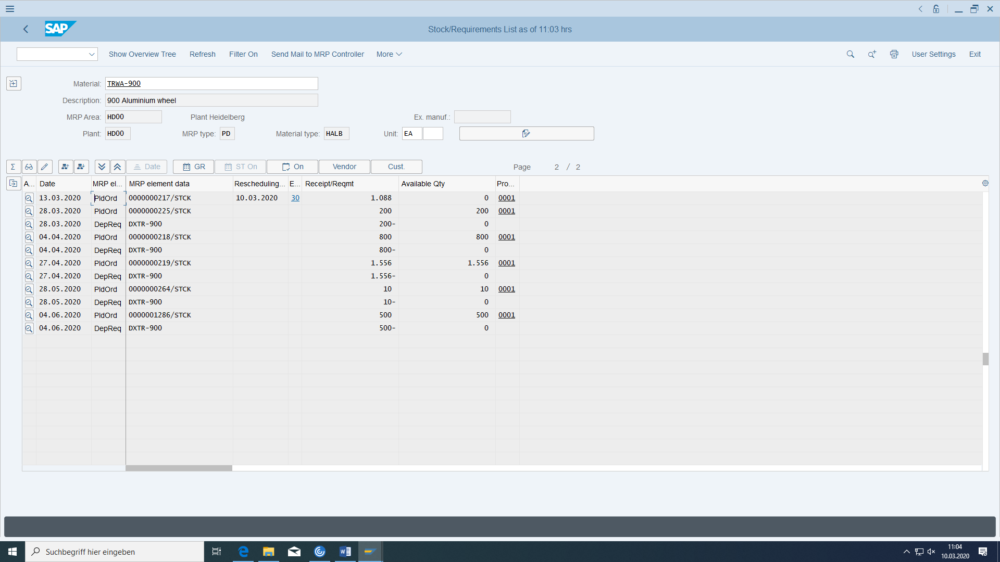 SAP
Stock/Requirements List as of 11:03 hrs
Show Overview Tree Refresh Filter On Send Mail to MRP Controller More User Settings Exit
Material: TRWA-900
Description: 900 Aluminium wheel
MRP Area: HD00 Plant Heidelberg Ex. manuf.:
Plant: HD00 MRP type: PD Material type: HALB Unit: EA
Σ Date GR ST On On Vendor Cust. Page 2 / 2
A... Date MRP el... MRP element data Rescheduling... E... Receipt/Reqmt Available Qty Pro...
13.03.2020 PldOrd 0000000217/STCK 10.03.2020 30 1.088 0 0001
28.03.2020 PldOrd 0000000225/STCK 200 200 0001
28.03.2020 DepReq DXTR-900 200- 0
04.04.2020 PldOrd 0000000218/STCK 800 800 0001
04.04.2020 DepReq DXTR-900 800- 0
27.04.2020 PldOrd 0000000219/STCK 1.556 1.556 0001
27.04.2020 DepReq DXTR-900 1.556- 0
28.05.2020 PldOrd 0000000264/STCK 10 10 0001
28.05.2020 DepReq DXTR-900 10- 0
04.06.2020 PldOrd 0000001286/STCK 500 500 0001
04.06.2020 DepReq DXTR-900 500- 0
Suchbegriff hier eingeben
11:04
10.03.2020